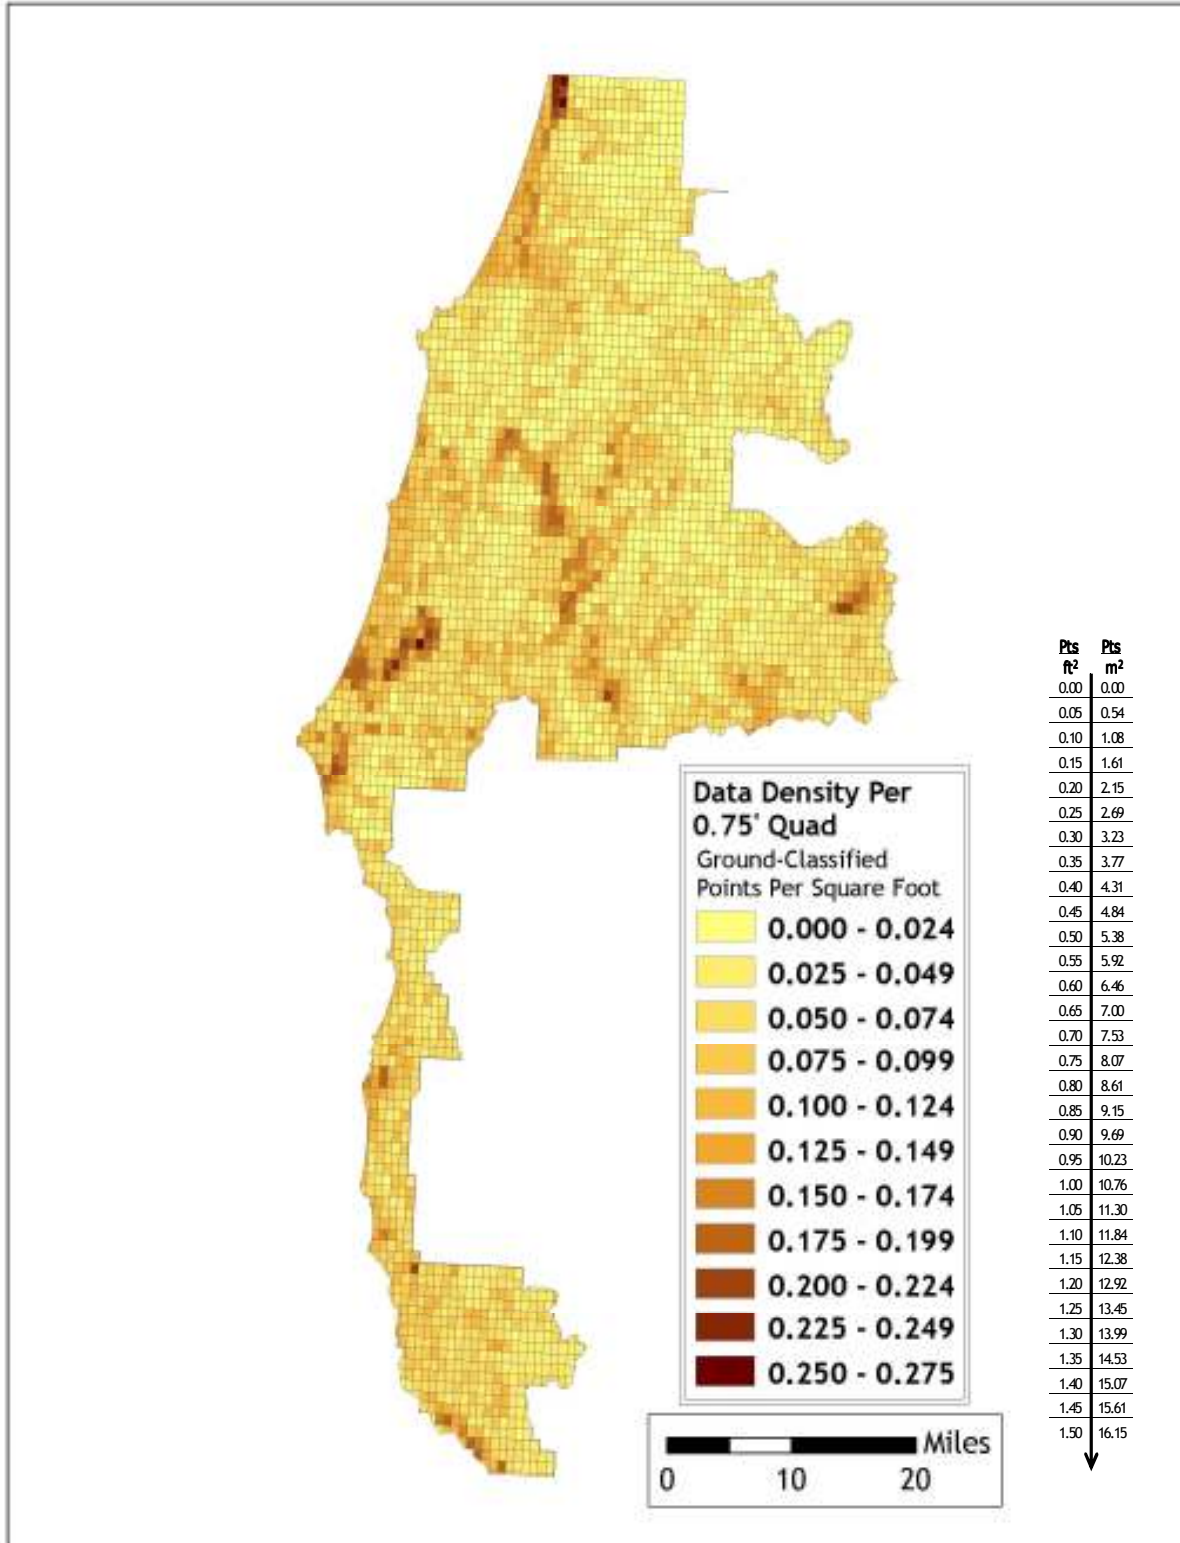 Pts Pts
ft² m²
0.00 0.00
0.05 0.54
0.10 1.08
0.15 1.61
0.20 2.15
0.25 2.69
0.30 3.23
0.35 3.77
0.40 4.31
0.45 4.84
0.50 5.38
0.55 5.92
0.60 6.46
0.65 7.00
0.70 7.53
0.75 8.07
0.80 8.61
0.85 9.15
0.90 9.69
0.95 10.23
1.00 10.76
1.05 11.30
1.10 11.84
1.15 12.38
1.20 12.92
1.25 13.45
1.30 13.99
1.35 14.53
1.40 15.07
1.45 15.61
1.50 16.15
Data Density Per
0.75' Quad
Ground-Classified
Points Per Square Foot
0.000 - 0.024
0.025 - 0.049
0.050 - 0.074
0.075 - 0.099
0.100 - 0.124
0.125 - 0.149
0.150 - 0.174
0.175 - 0.199
0.200 - 0.224
0.225 - 0.249
0.250 - 0.275
Miles
0 10 20